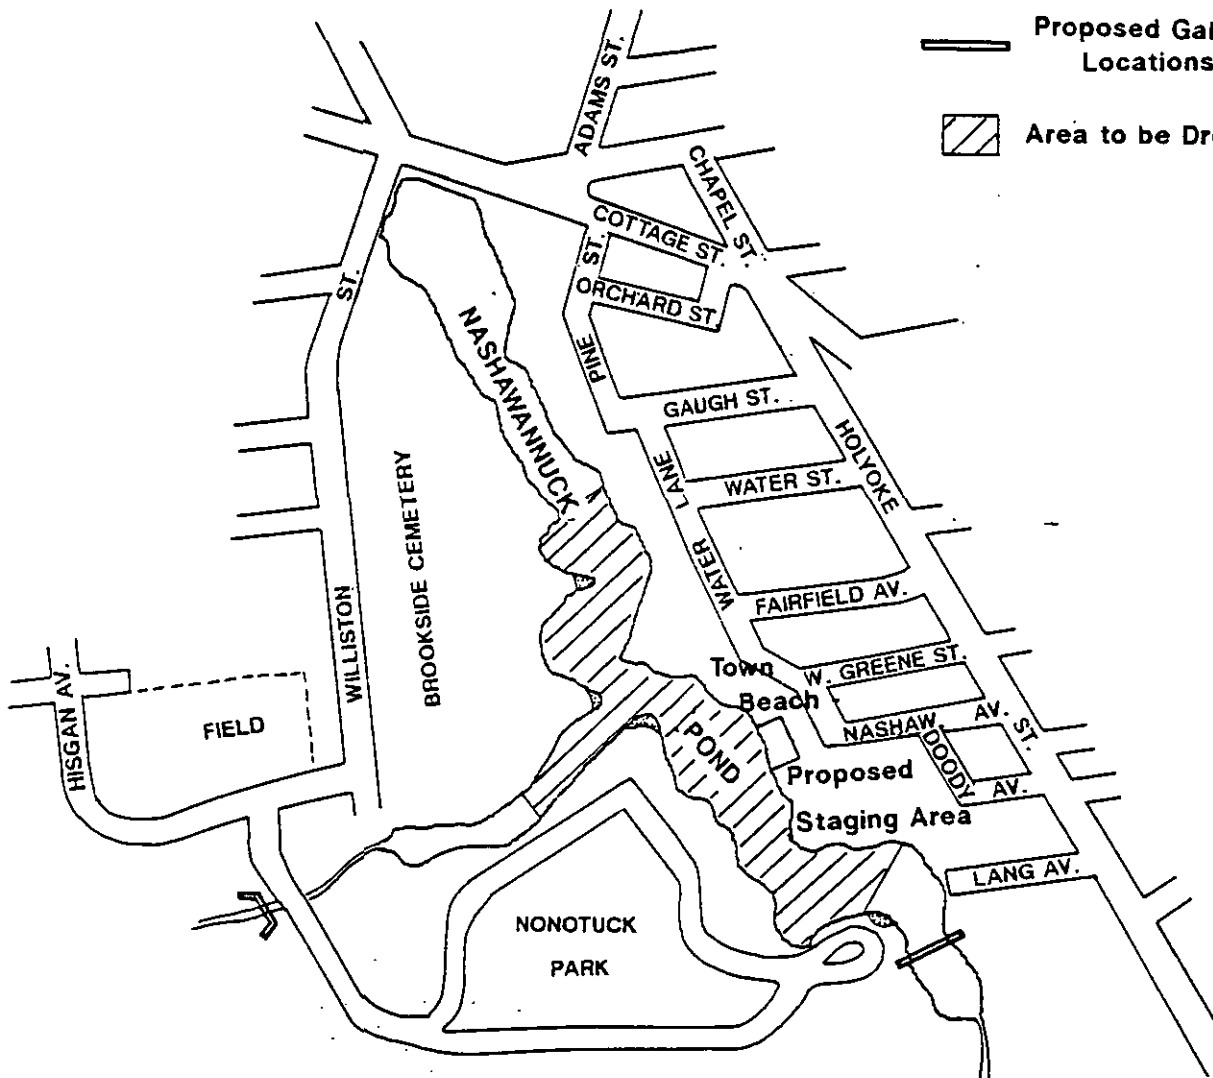 Proposed Ga
Locations
Area to be Dr
ADAMS ST.
CHAPEL ST.
COTTAGE ST.
ORCHARD ST.
PINE ST.
NASHAWANNUCK
POND
GAUGH ST.
HOLYOKE ST.
WATER ST.
WATER LANE
BROOKSIDE CEMETERY
WILLISTON ST.
FAIRFIELD AV.
W. GREENE ST.
Town
Beach
NASHAW. AV.
DOODY AV.
HISGAN AV.
FIELD
Proposed
Staging Area
LANG AV.
NONOTUCK
PARK